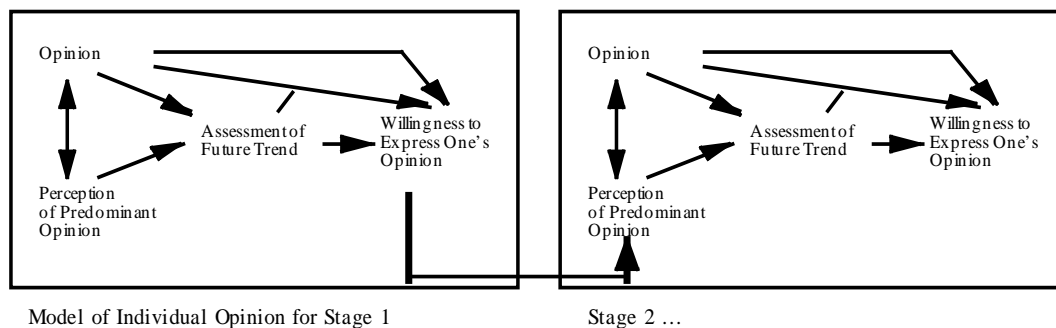 Opinion
Assessment of
Future Trend
Willingness to
Express One's
Opinion
Perception
of Predominant
Opinion
Model of Individual Opinion for Stage 1
Opinion
Assessment of
Future Trend
Willingness to
Express One's
Opinion
Perception
of Predominant
Opinion
Stage 2 ...